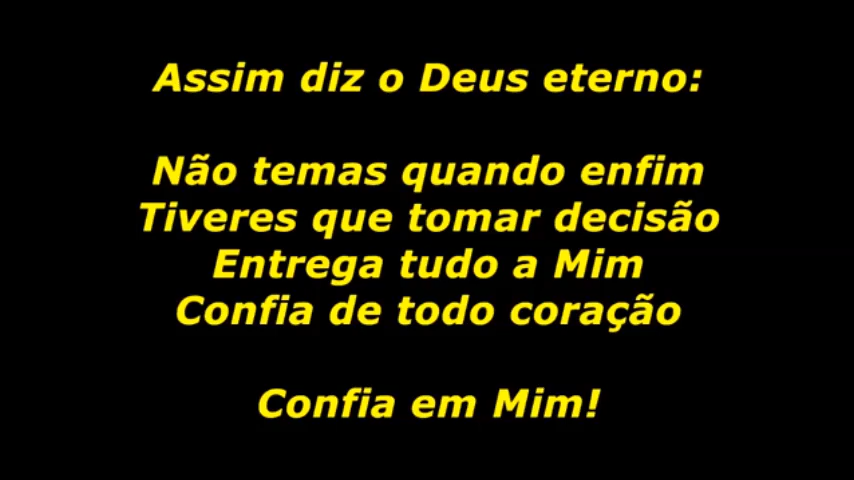 Assim diz o Deus eterno:
Não temas quando enfim
Tiveres que tomar decisão
Entrega tudo a Mim
Confia de todo coração
Confia em Mim!